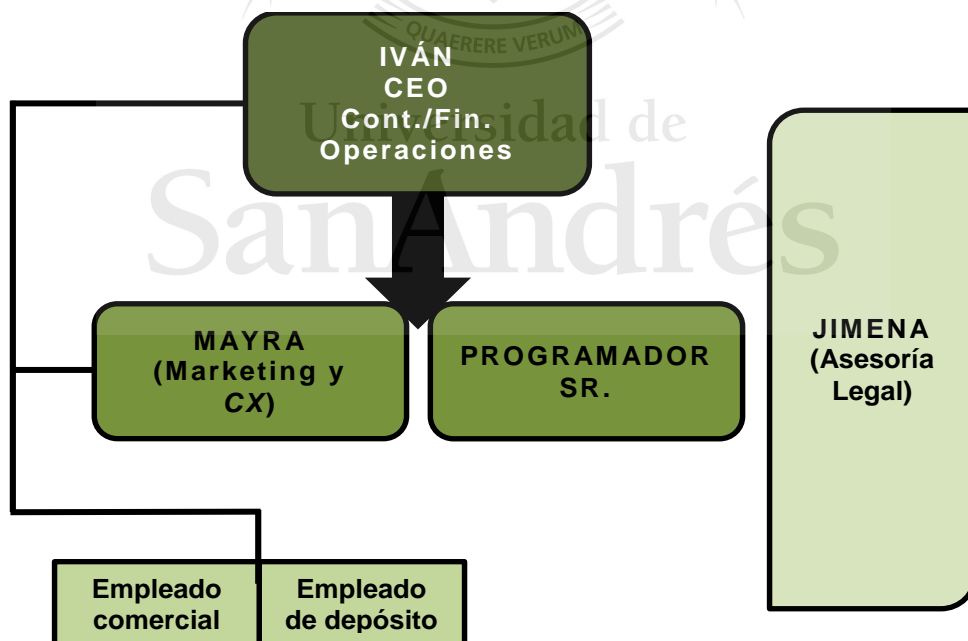 QUAERERE VERUM
IVÁN
CEO
Cont./Fin.
Operaciones
Universidad de
SanAndrés
MAYRA
(Marketing y
CX)
PROGRAMADOR
SR.
JIMENA
(Asesoría
Legal)
Empleado
comercial
Empleado
de depósito